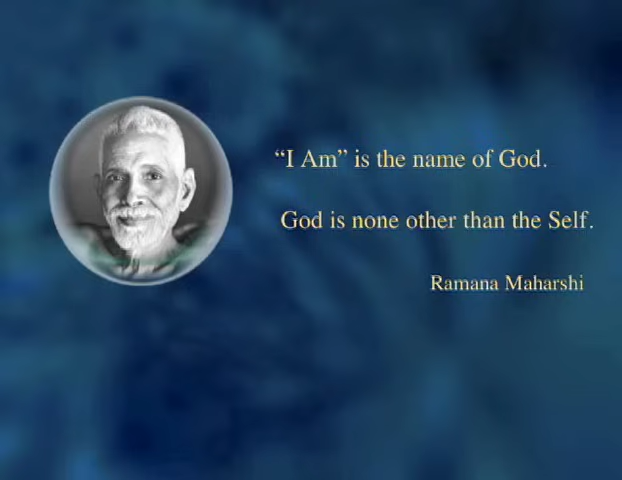 “I Am” is the name of God.
God is none other than the Self.
Ramana Maharshi